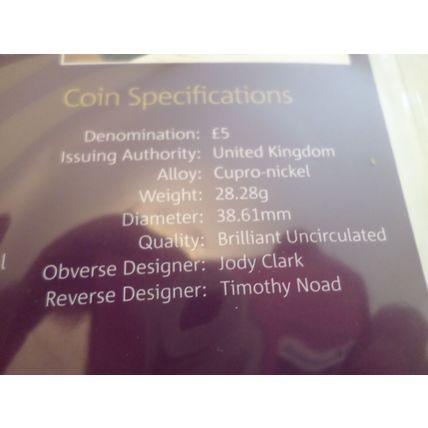 Coin Specifications
Denomination: £5
Issuing Authority: United Kingdom
Alloy: Cupro-nickel
Weight: 28.28g
Diameter: 38.61mm
Quality: Brilliant Uncirculated
Obverse Designer: Jody Clark
Reverse Designer: Timothy Noad